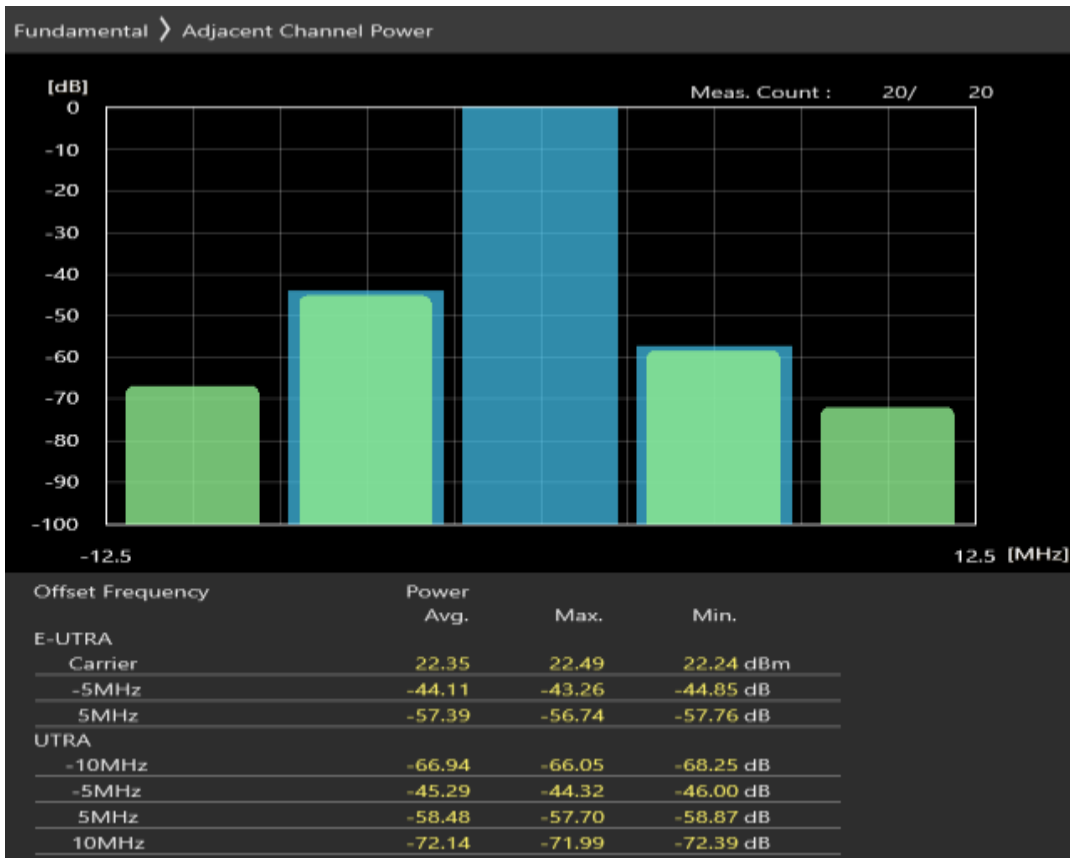 Fundamental ❯ Adjacent Channel Power
[dB]
Meas. Count : 20/ 20
0
-10
-20
-30
-40
-50
-60
-70
-80
-90
-100
-12.5 12.5 [MHz]
Offset Frequency Power
Avg. Max. Min.
E-UTRA
Carrier 22.35 22.49 22.24 dBm
-5MHz -44.11 -43.26 -44.85 dB
5MHz -57.39 -56.74 -57.76 dB
UTRA
-10MHz -66.94 -66.05 -68.25 dB
-5MHz -45.29 -44.32 -46.00 dB
5MHz -58.48 -57.70 -58.87 dB
10MHz -72.14 -71.99 -72.39 dB